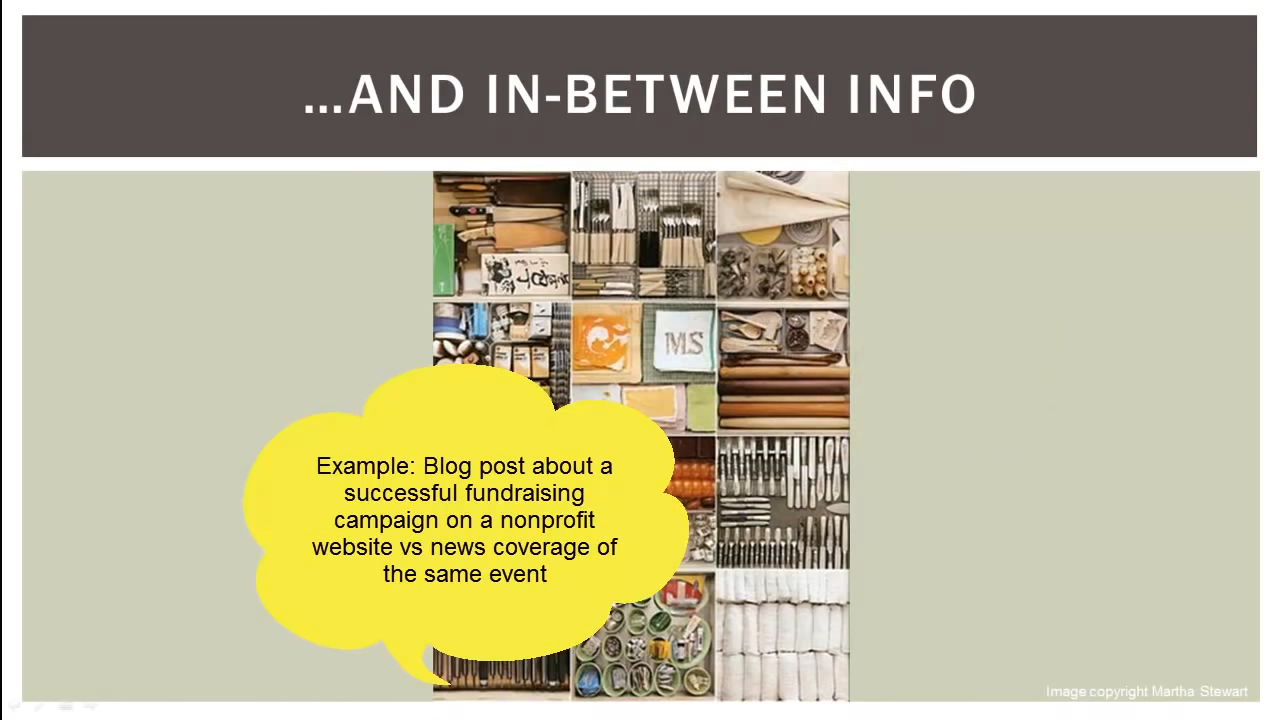 …AND IN-BETWEEN INFO
MS
Example: Blog post about a
successful fundraising
campaign on a nonprofit
website vs news coverage of
the same event
Image copyright Martha Stewart